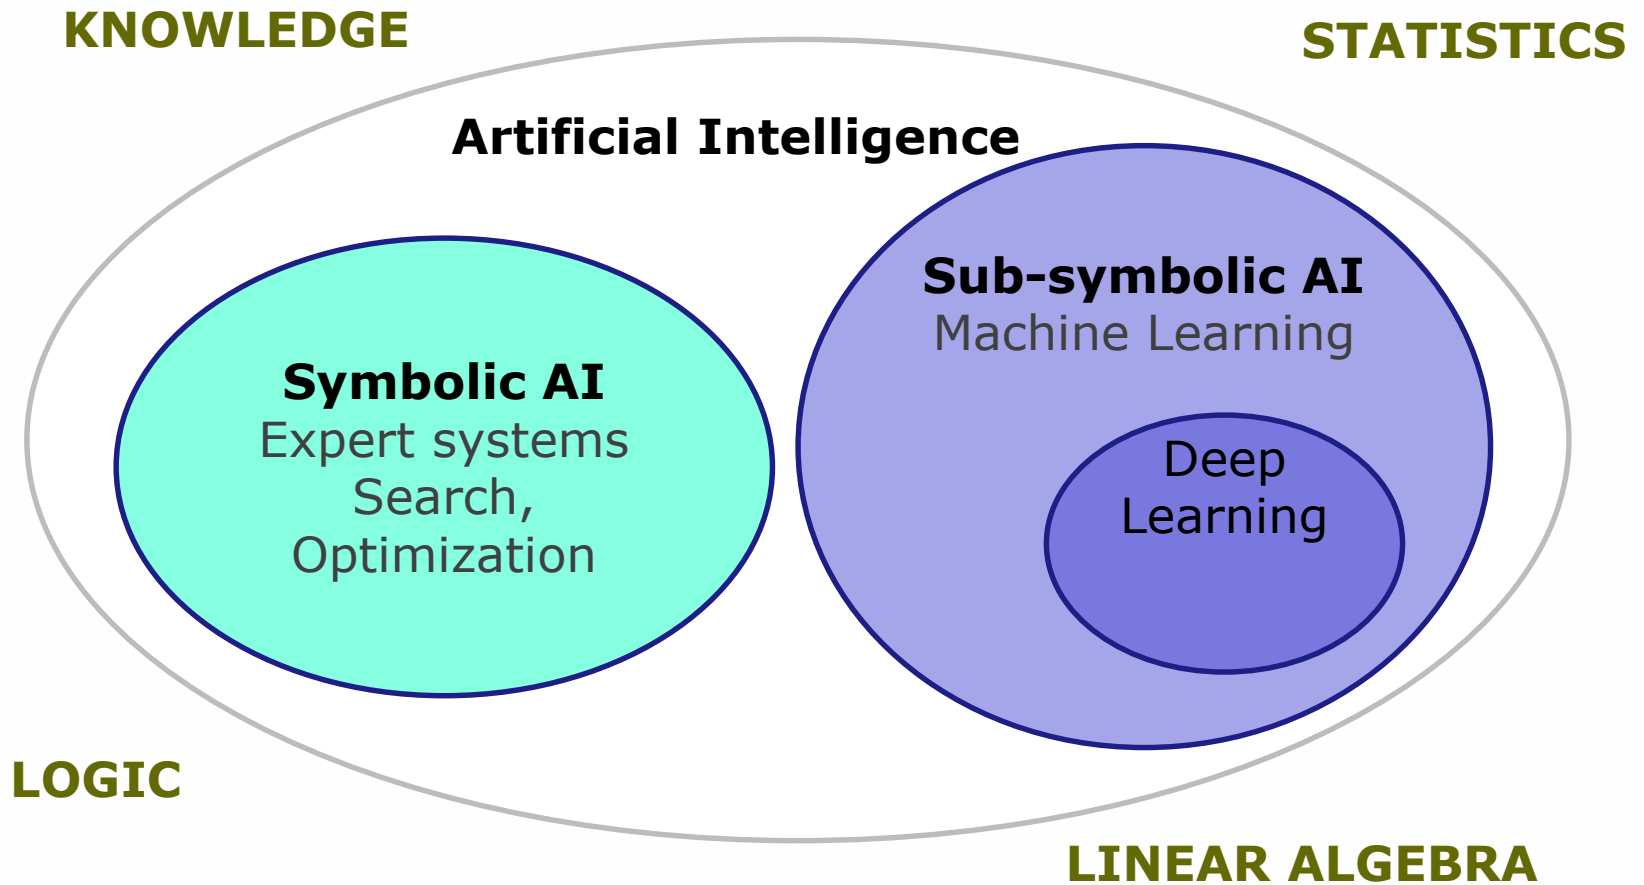 KNOWLEDGE
STATISTICS
Artificial Intelligence
Sub-symbolic AI
Machine Learning
Symbolic AI
Expert systems
Search,
Optimization
Deep
Learning
LOGIC
LINEAR ALGEBRA